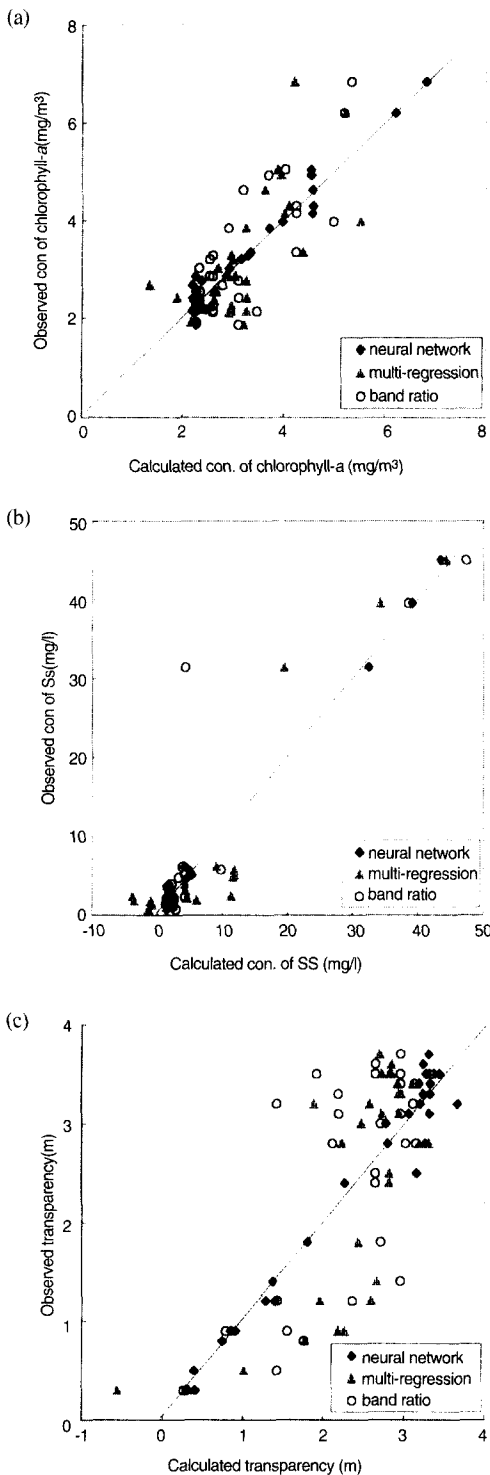 (a)
8
6
4
2
0
Observed con of chlorophyll-a(mg/m³)
neural network
multi-regression
band ratio
0 2 4 6 8
Calculated con. of chlorophyll-a (mg/m³)
(b)
50
40
30
20
10
0
Observed con of Ss(mg/l)
neural network
multi-regression
band ratio
-10 0 10 20 30 40 50
Calculated con. of SS (mg/l)
(c)
4
3
2
1
0
Observed transparency(m)
neural network
multi-regression
band ratio
-1 0 1 2 3 4
Calculated transparency (m)